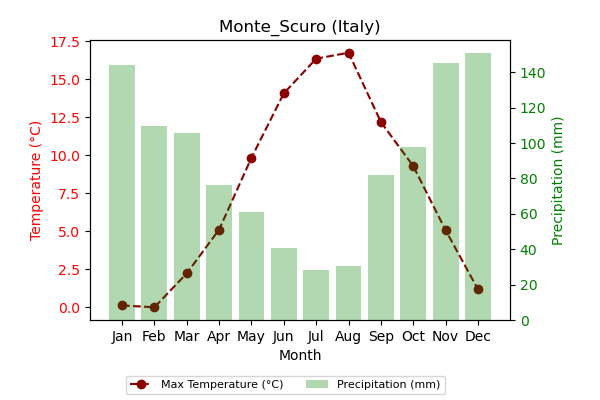 Monte_Scuro (Italy)
17.5
15.0
12.5
10.0
7.5
5.0
2.5
0.0
Temperature (°C)
140
120
100
80
60
40
20
0
Precipitation (mm)
Jan Feb Mar Apr May Jun Jul Aug Sep Oct Nov Dec
Month
Max Temperature (°C) Precipitation (mm)